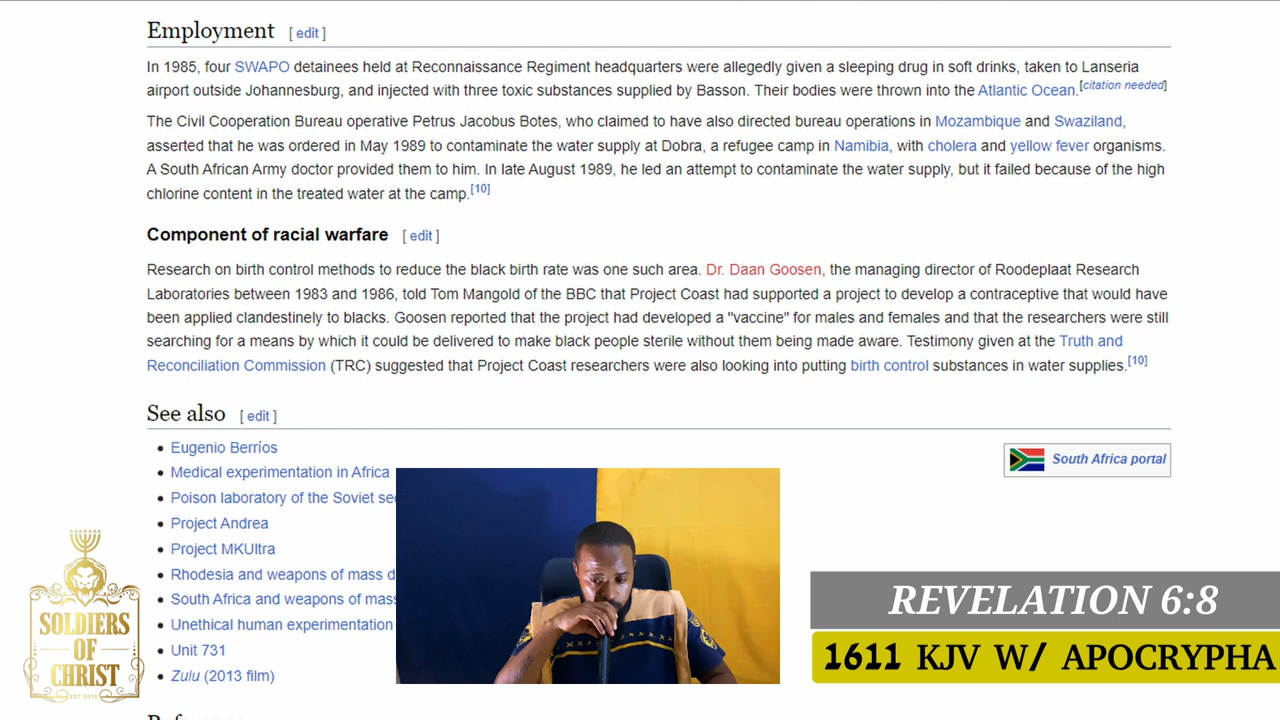 Employment [ edit ]
In 1985, four SWAPO detainees held at Reconnaissance Regiment headquarters were allegedly given a sleeping drug in soft drinks, taken to Lanseria
airport outside Johannesburg, and injected with three toxic substances supplied by Basson. Their bodies were thrown into the Atlantic Ocean.[citation needed]
The Civil Cooperation Bureau operative Petrus Jacobus Botes, who claimed to have also directed bureau operations in Mozambique and Swaziland,
asserted that he was ordered in May 1989 to contaminate the water supply at Dobra, a refugee camp in Namibia, with cholera and yellow fever organisms.
A South African Army doctor provided them to him. In late August 1989, he led an attempt to contaminate the water supply, but it failed because of the high
chlorine content in the treated water at the camp.[10]
Component of racial warfare [ edit ]
Research on birth control methods to reduce the black birth rate was one such area. Dr. Daan Goosen, the managing director of Roodeplaat Research
Laboratories between 1983 and 1986, told Tom Mangold of the BBC that Project Coast had supported a project to develop a contraceptive that would have
been applied clandestinely to blacks. Goosen reported that the project had developed a "vaccine" for males and females and that the researchers were still
searching for a means by which it could be delivered to make black people sterile without them being made aware. Testimony given at the Truth and
Reconciliation Commission (TRC) suggested that Project Coast researchers were also looking into putting birth control substances in water supplies.[10]
See also [ edit ]
Eugenio Berríos
South Africa portal
Medical experimentation in Africa
Poison laboratory of the Soviet se
Project Andrea
Project MKUltra
Rhodesia and weapons of mass d
South Africa and weapons of mass
Unethical human experimentation
Unit 731
Zulu (2013 film)
SOLDIERS
OF
CHRIST
REVELATION 6:8
1611 KJV W/ APOCRYPHA